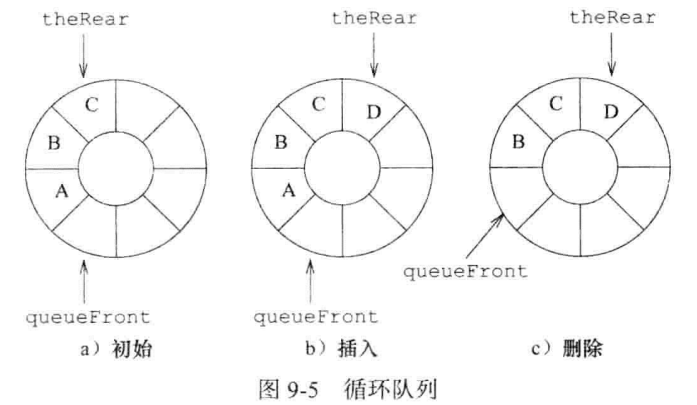 theRear theRear theRear
C C D C D
B B B
A A
queueFront
queueFront queueFront
a）初始 b）插入 c）删除
图 9-5 循环队列